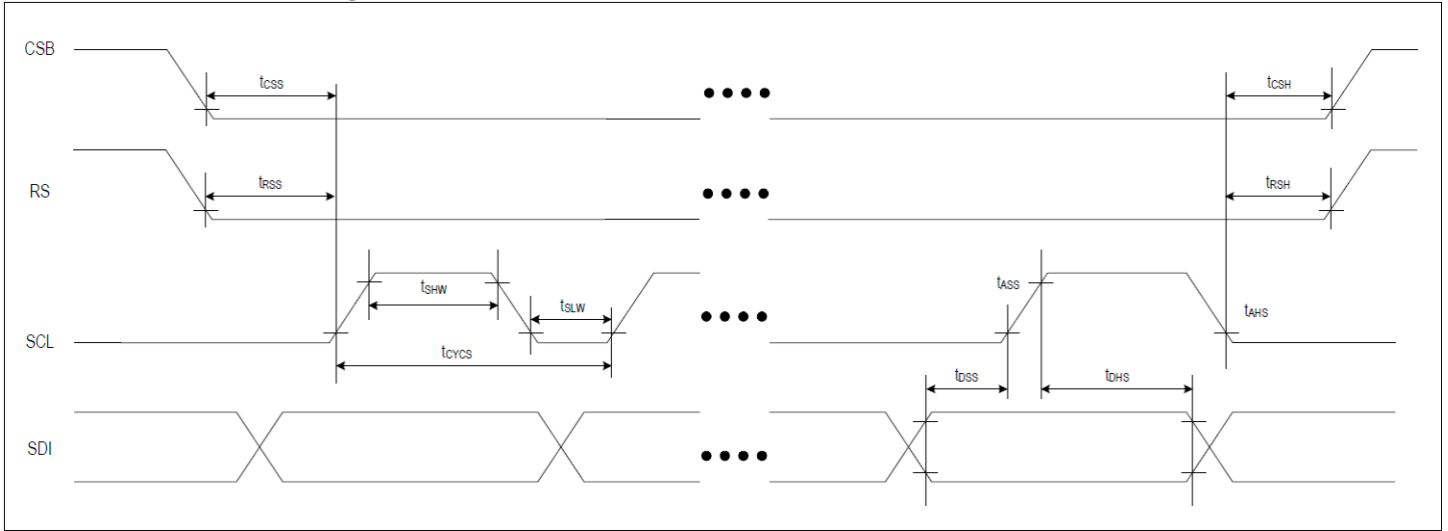 CSB
tCSS
tCSH
RS
tRSS
tRSH
tSHW
tASS
tSLW
tAHS
SCL
tCYCS
tDSS
tDHS
SDI